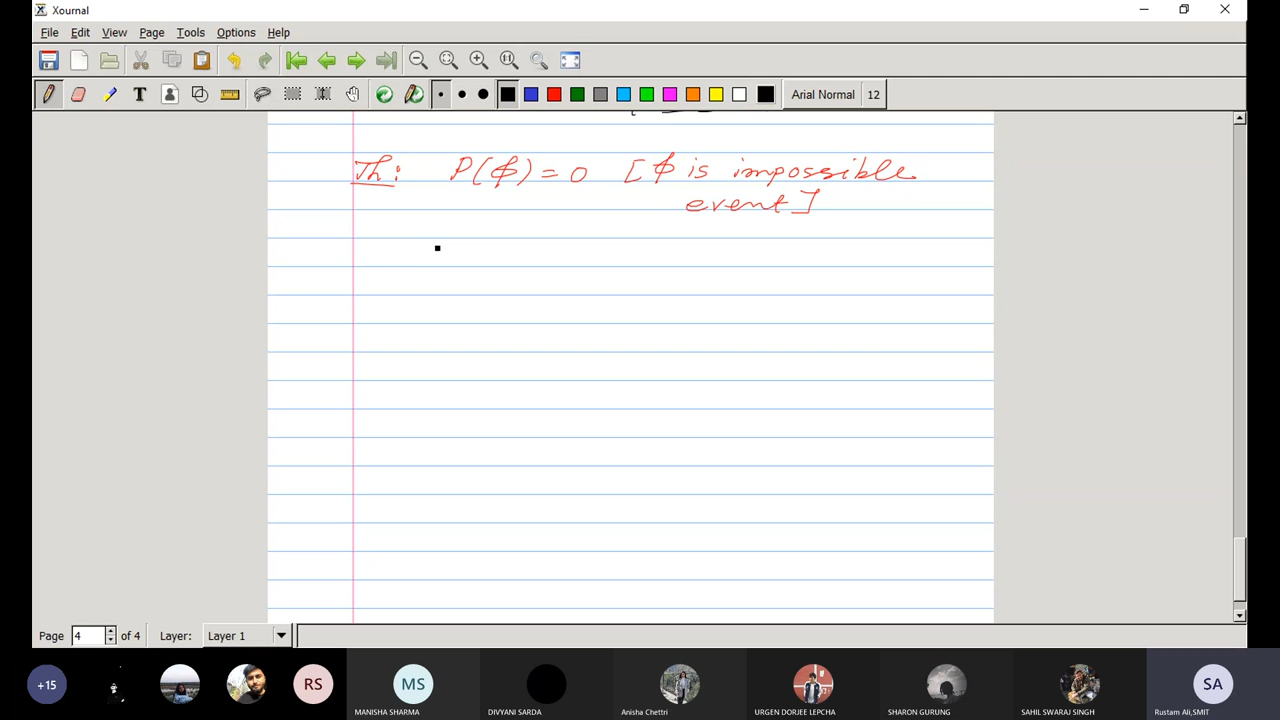 Xournal
File Edit View Page Tools Options Help
Arial Normal 12
Th: P(ϕ) = 0 [ϕ is impossible
event]
Page 4 of 4 Layer: Layer 1
+15 RS MS SA
MANISHA SHARMA DIVYANI SARDA Anisha Chettri URGEN DORJEE LEPCHA SHARON GURUNG SAHIL SWARAJ SINGH Rustam Ali,SMIT